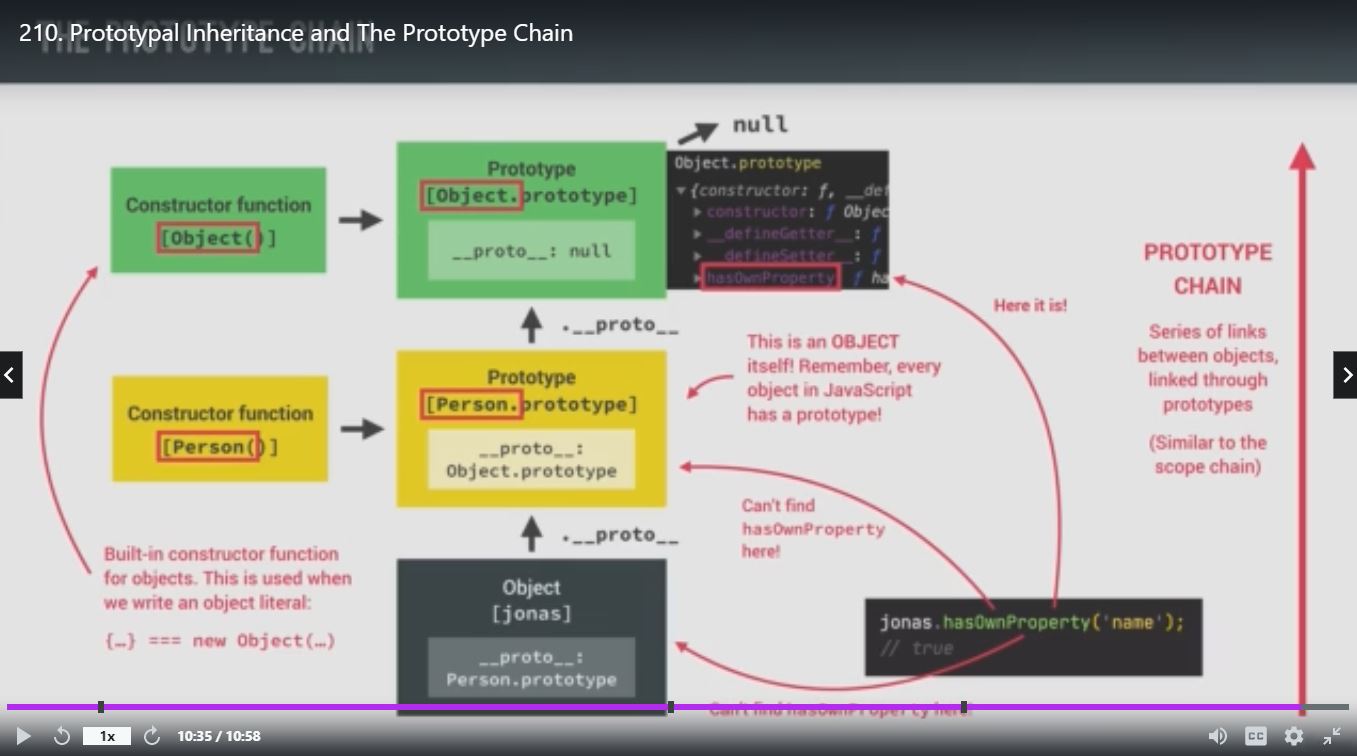 210. Prototypal Inheritance and The Prototype Chain
THE PROTOTYPE CHAIN
null
Constructor function
[Object()]
Prototype
[Object.prototype]
__proto__: null
Object.prototype
▼{constructor: ƒ, __def
▶constructor: ƒ Objec
▶__defineGetter__: ƒ
▶__defineSetter__: ƒ
▶hasOwnProperty ƒ ha
PROTOTYPE
CHAIN
Series of links
between objects,
linked through
prototypes
(Similar to the
scope chain)
Here it is!
.__proto__
This is an OBJECT
itself! Remember, every
object in JavaScript
has a prototype!
Constructor function
[Person()]
Prototype
[Person.prototype]
__proto__:
Object.prototype
Can't find
hasOwnProperty
here!
.__proto__
Built-in constructor function
for objects. This is used when
we write an object literal:
{…} === new Object(…)
Object
[jonas]
__proto__:
Person.prototype
jonas.hasOwnProperty('name');
// true
Can't find hasOwnProperty here!
1x
10:35 / 10:58
CC